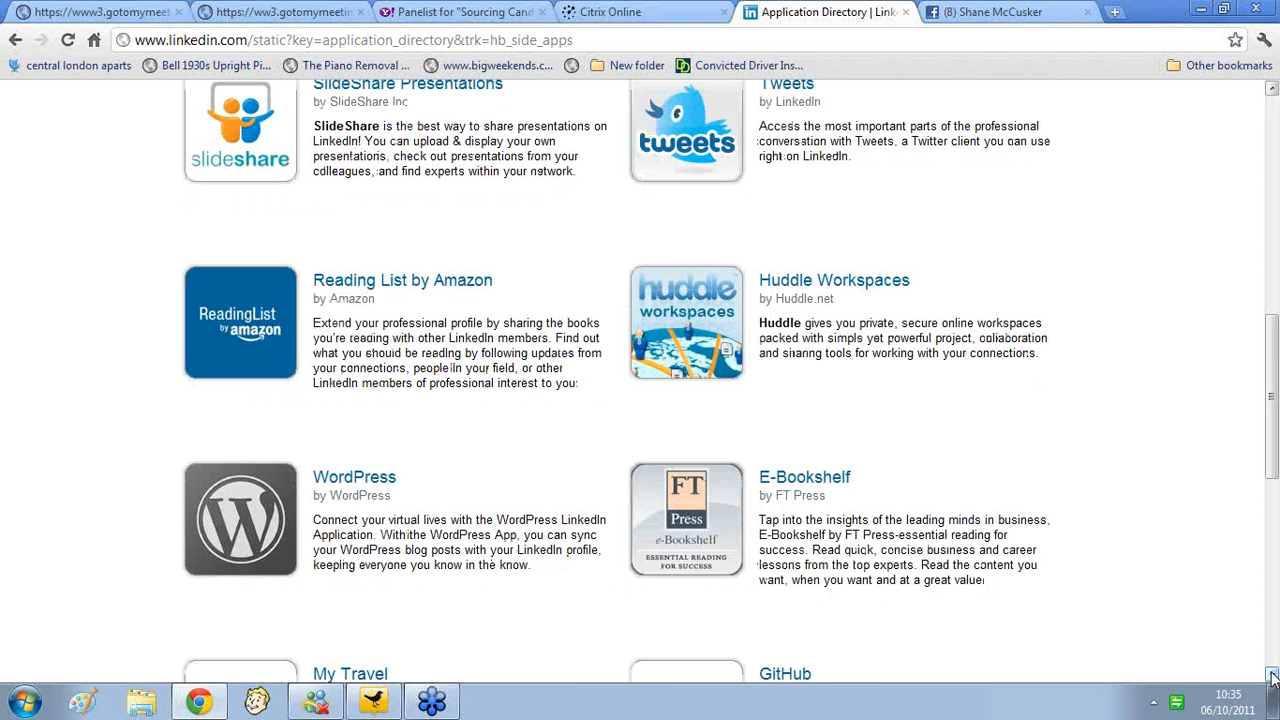 https://www3.gotomymeet
https://ww3.gotomymeetin
Panelist for "Sourcing Cand
Citrix Online
Application Directory | Link
(8) Shane McCusker
www.linkedin.com/static?key=application_directory&trk=hb_side_apps
central london aparts
Bell 1930s Upright Pi...
The Piano Removal ...
www.bigweekends.c...
New folder
Convicted Driver Ins...
Other bookmarks
SlideShare Presentations
by SlideShare Inc
SlideShare is the best way to share presentations on
LinkedIn! You can upload & display your own
presentations, check out presentations from your
colleagues, and find experts within your network.
slideshare
Tweets
by LinkedIn
Access the most important parts of the professional
conversation with Tweets, a Twitter client you can use
right on LinkedIn.
tweets
Reading List by Amazon
by Amazon
Extend your professional profile by sharing the books
you're reading with other LinkedIn members. Find out
what you should be reading by following updates from
your connections, people in your field, or other
LinkedIn members of professional interest to you.
ReadingList
by amazon
Huddle Workspaces
by Huddle.net
Huddle gives you private, secure online workspaces
packed with simple yet powerful project, collaboration
and sharing tools for working with your connections.
huddle
workspaces
WordPress
by WordPress
Connect your virtual lives with the WordPress LinkedIn
Application. With the WordPress App, you can sync
your WordPress blog posts with your LinkedIn profile,
keeping everyone you know in the know.
W
E-Bookshelf
by FT Press
Tap into the insights of the leading minds in business,
E-Bookshelf by FT Press-essential reading for
success. Read quick, concise business and career
lessons from the top experts. Read the content you
want, when you want and at a great value
FT
Press
e-Bookshelf
ESSENTIAL READING
FOR SUCCESS
My Travel
GitHub
10:35
06/10/2011